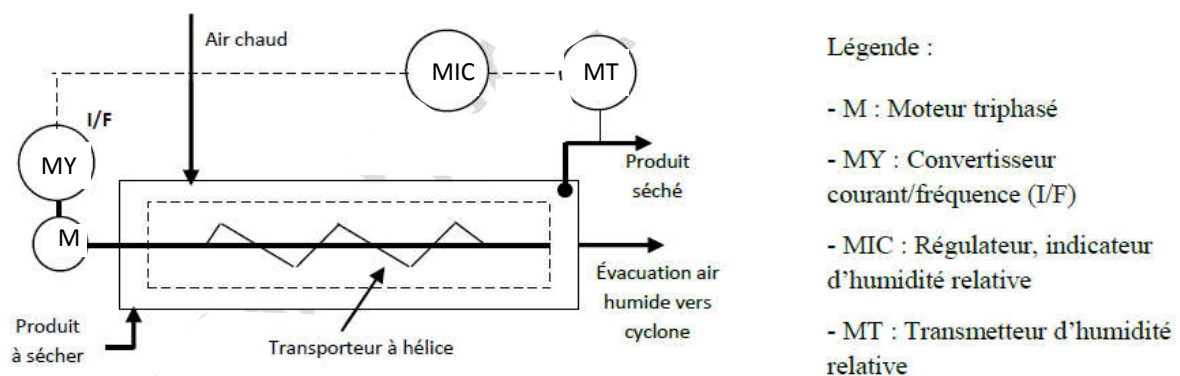 Air chaud
MIC
MT
I/F
MY
M
Produit
séché
Évacuation air
humide vers
cyclone
Produit
à sécher
Transporteur à hélice
Légende :
- M : Moteur triphasé
- MY : Convertisseur
courant/fréquence (I/F)
- MIC : Régulateur, indicateur
d’humidité relative
- MT : Transmetteur d’humidité
relative